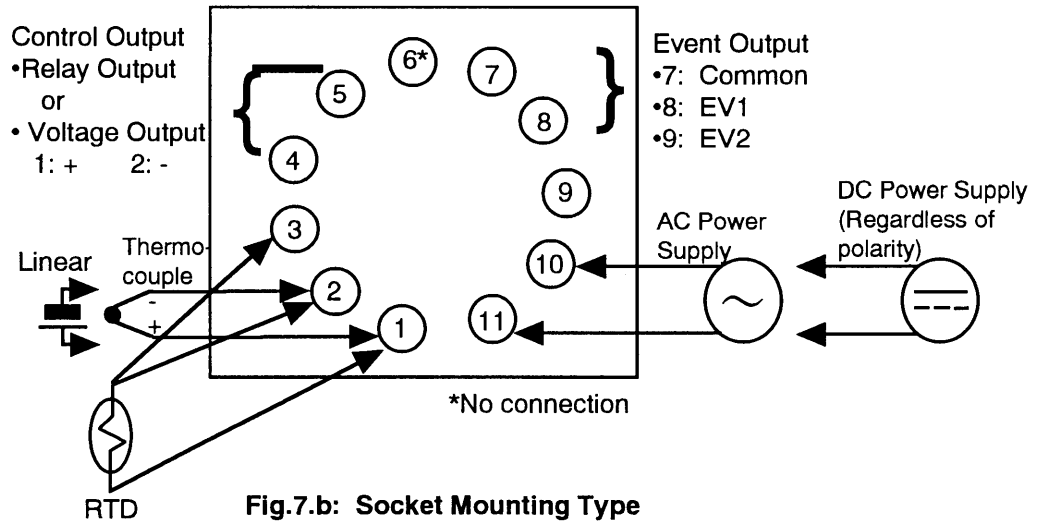 Control Output
•Relay Output
or
• Voltage Output
1: + 2: -
6*
7
5
8
4
9
3
10
2
11
1
Event Output
•7: Common
•8: EV1
•9: EV2
AC Power
Supply
DC Power Supply
(Regardless of
polarity)
Linear
Thermo-
couple
-
+
*No connection
RTD
Fig.7.b: Socket Mounting Type